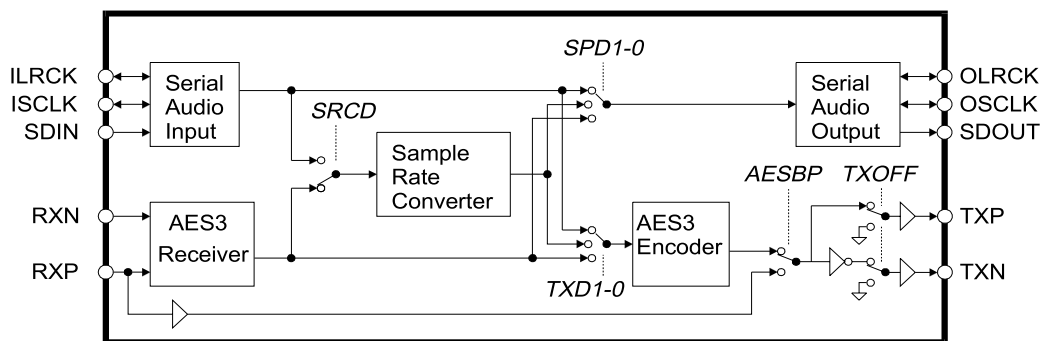 SPD1-0
ILRCK
ISCLK
SDIN
Serial
Audio
Input
SRCD
Sample
Rate
Converter
Serial
Audio
Output
OLRCK
OSCLK
SDOUT
AESBP
TXOFF
RXN
RXP
AES3
Receiver
AES3
Encoder
TXD1-0
TXP
TXN